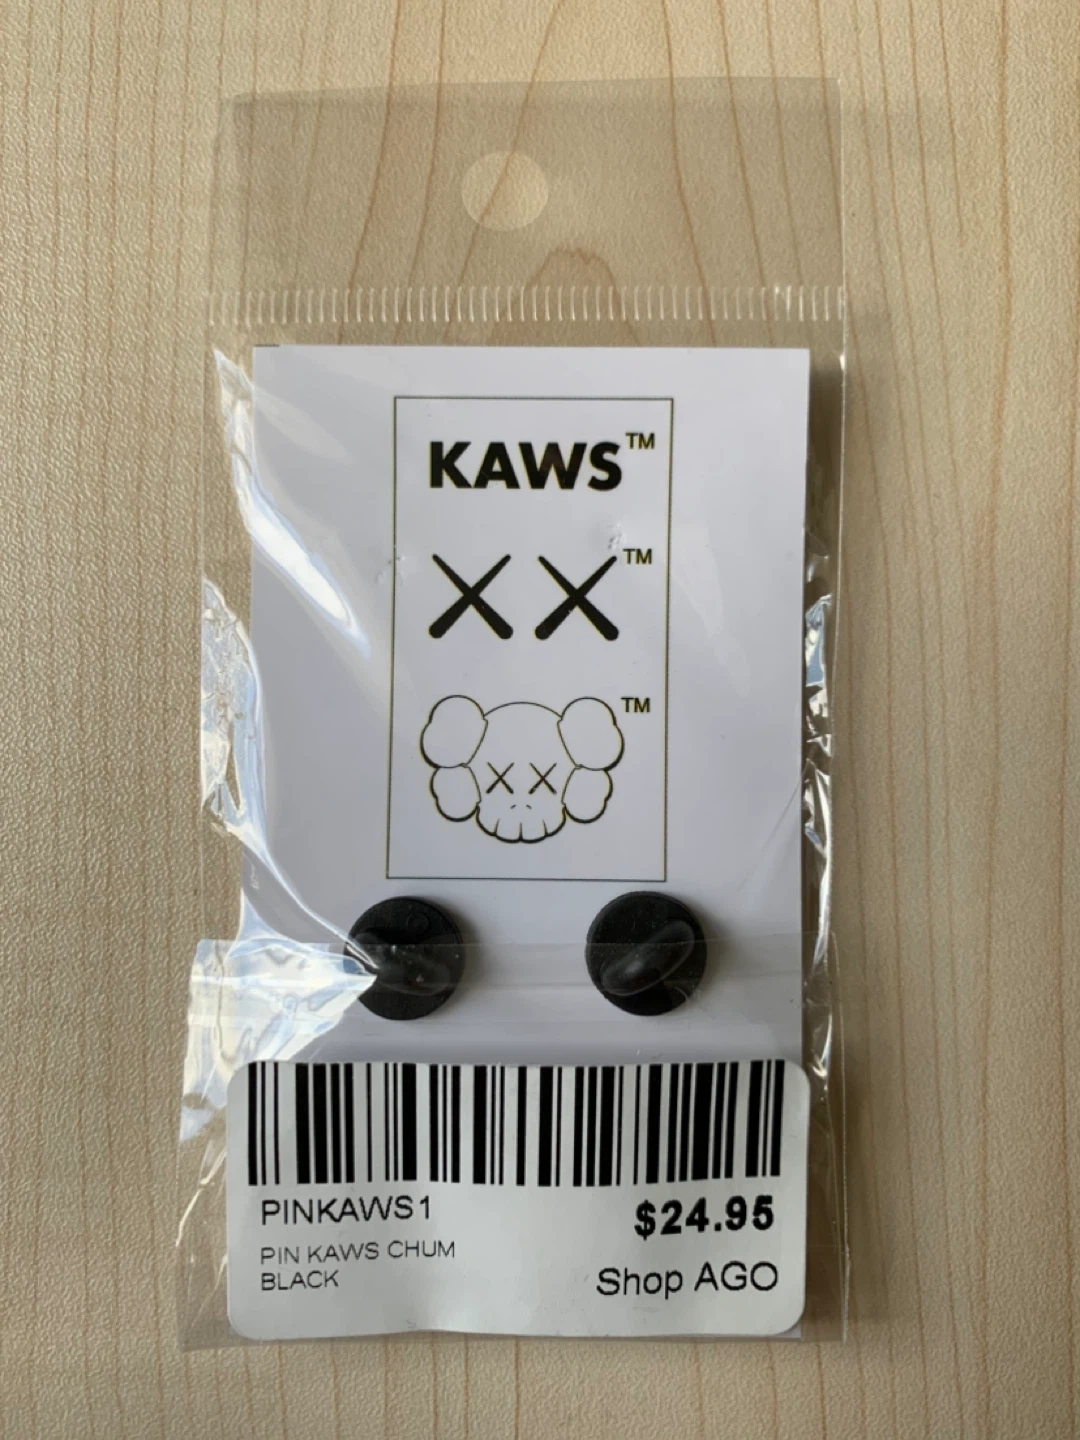 KAWS™
XX™
™
PINKAWS1
$24.95
PIN KAWS CHUM
BLACK
Shop AGO